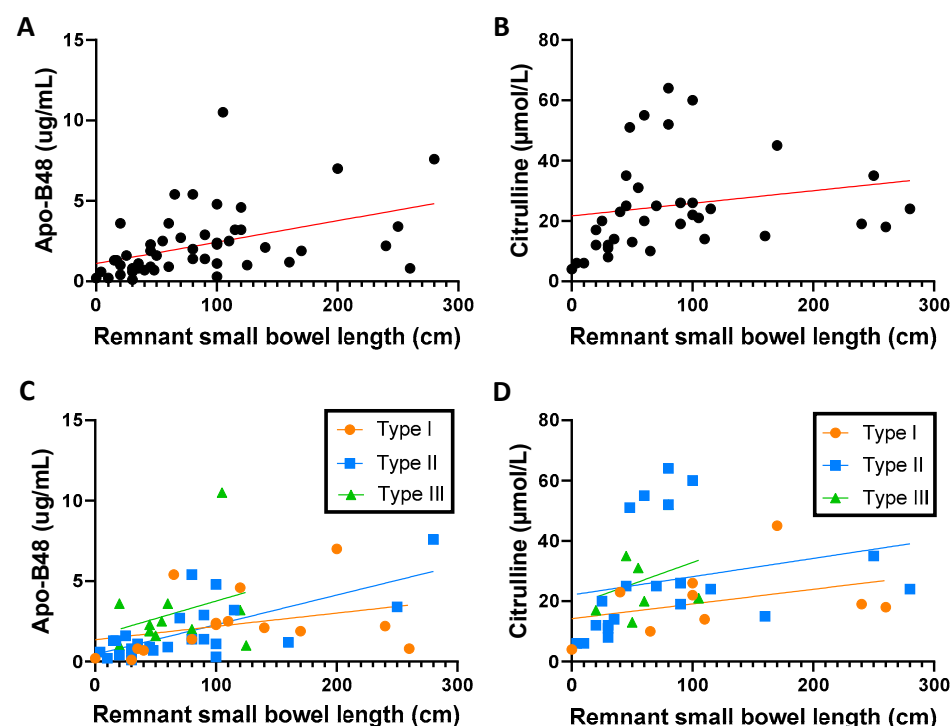 A
Apo-B48 (ug/mL)
15
10
5
0
0 100 200 300
Remnant small bowel length (cm)
B
Citrulline (µmol/L)
80
60
40
20
0
0 100 200 300
Remnant small bowel length (cm)
C
Apo-B48 (ug/mL)
15
10
5
0
0 100 200 300
Remnant small bowel length (cm)
Type I
Type II
Type III
D
Citrulline (µmol/L)
80
60
40
20
0
0 100 200 300
Remnant small bowel length (cm)
Type I
Type II
Type III